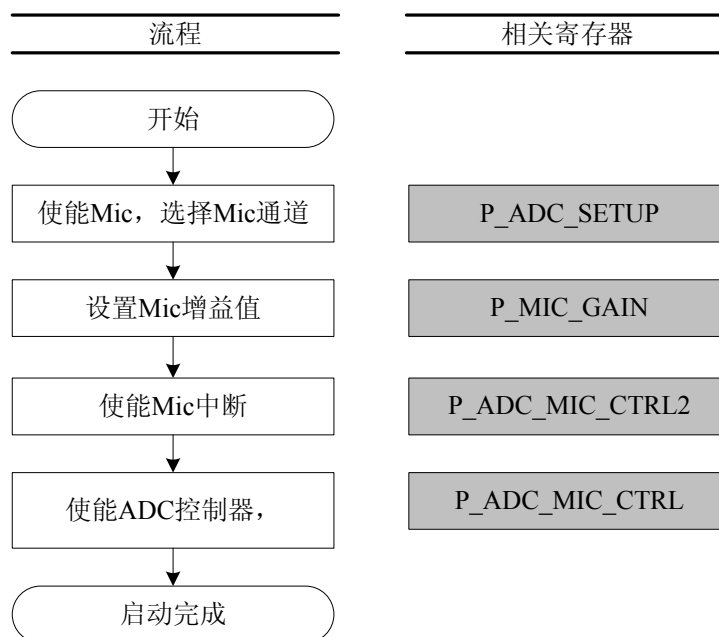 流程 相关寄存器
开始
使能Mic，选择Mic通道 P_ADC_SETUP
设置Mic增益值 P_MIC_GAIN
使能Mic中断 P_ADC_MIC_CTRL2
使能ADC控制器， P_ADC_MIC_CTRL
启动完成